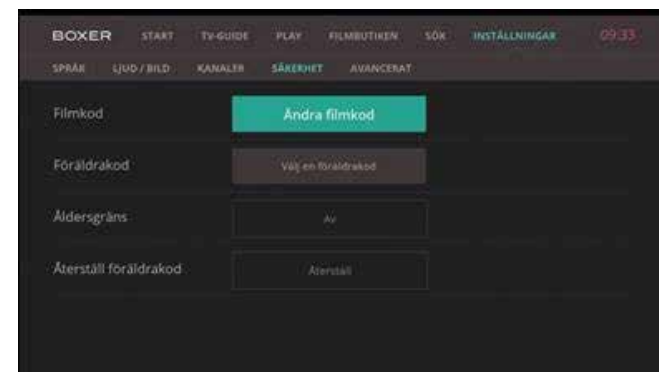 BOXER START TV-GUIDE PLAY FILMBUTIKEN SÖK INSTÄLLNINGAR 09:33
SPRÅK LJUD / BILD KANALER SÄKERHET AVANCERAT
Filmkod Ändra filmkod
Föräldrakod Välj en föräldrakod
Åldersgräns Av
Återställ föräldrakod Återställ